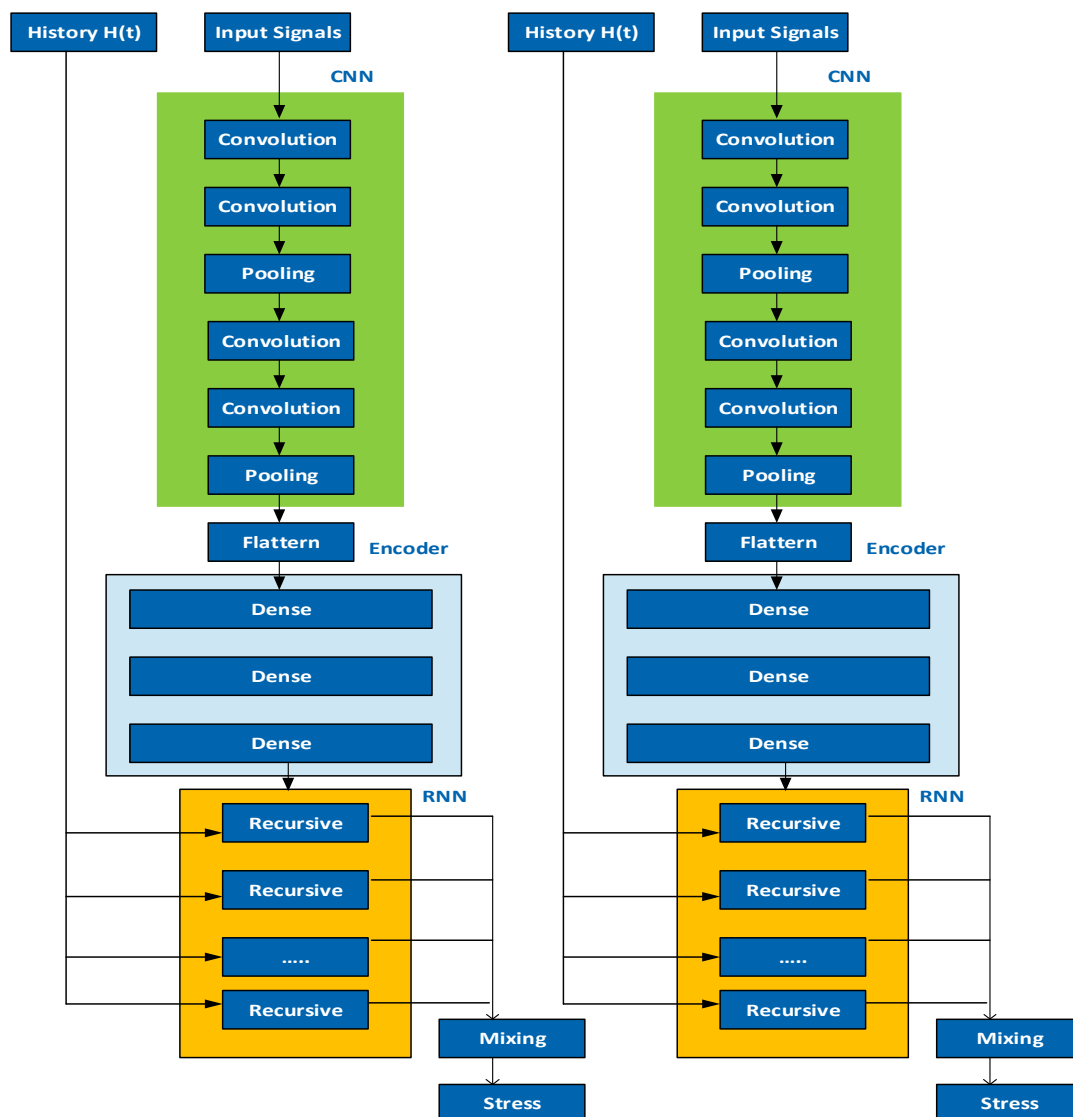 History H(t)
Input Signals
CNN
Convolution
Convolution
Pooling
Convolution
Convolution
Pooling
Flattern
Encoder
Dense
Dense
Dense
RNN
Recursive
Recursive
.....
Recursive
Mixing
Stress
History H(t)
Input Signals
CNN
Convolution
Convolution
Pooling
Convolution
Convolution
Pooling
Flattern
Encoder
Dense
Dense
Dense
RNN
Recursive
Recursive
.....
Recursive
Mixing
Stress